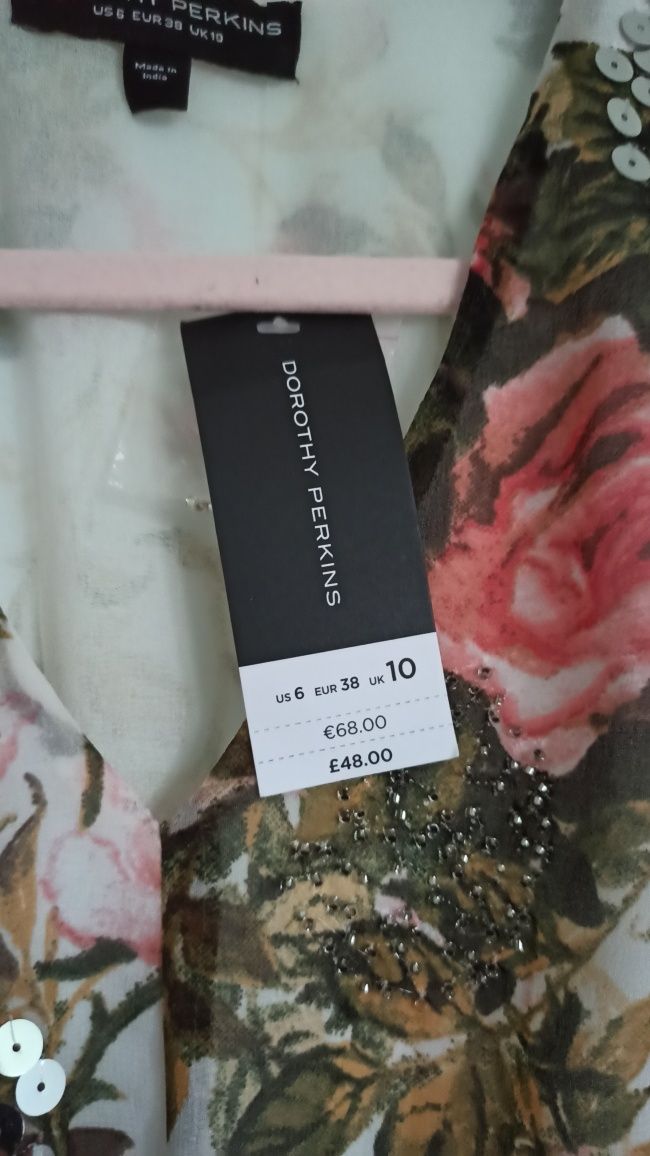 PERKINS
US 6 EUR 38 UK 10
Made in
India
DOROTHY PERKINS
US 6 EUR 38 UK 10
€68.00
£48.00